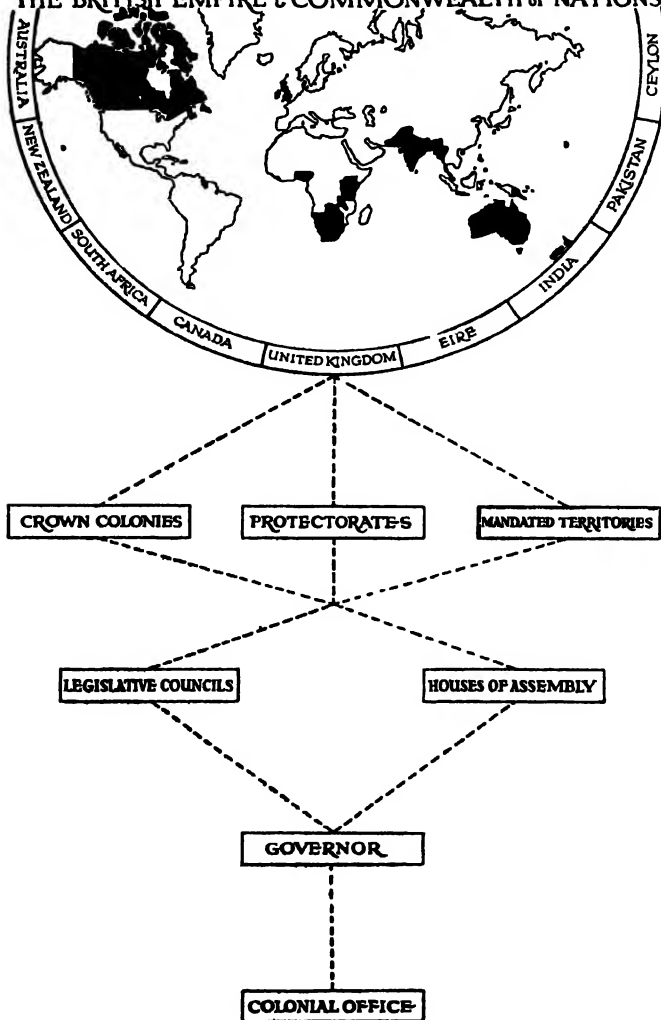 THE BRITISH EMPIRE & COMMONWEALTH of NATIONS
AUSTRALIA
NEW ZEALAND
SOUTH AFRICA
CANADA
UNITED KINGDOM
EIRE
INDIA
PAKISTAN
CEYLON
CROWN COLONIES
PROTECTORATES
MANDATED TERRITORIES
LEGISLATIVE COUNCILS
HOUSES OF ASSEMBLY
GOVERNOR
COLONIAL OFFICE